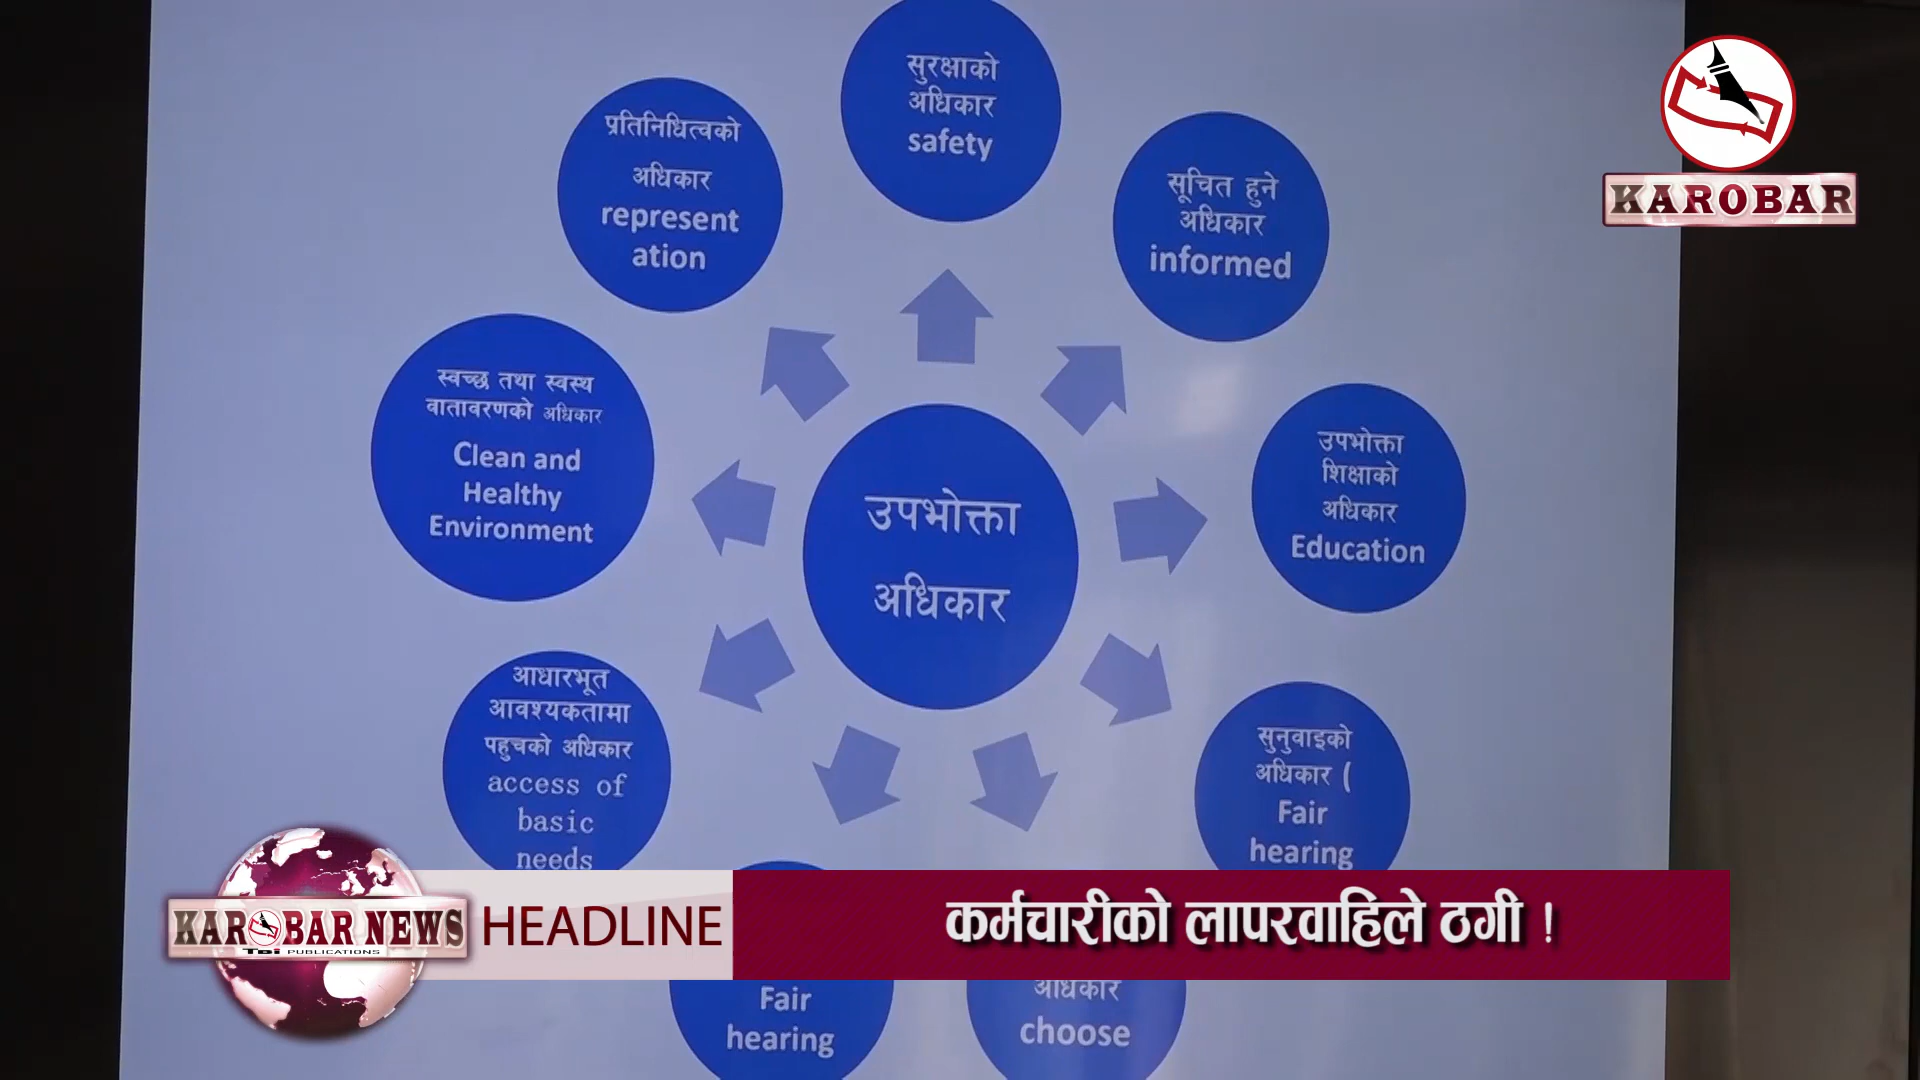 सुरक्षाको
अधिकार
safety
प्रतिनिधित्वको
अधिकार
represent
ation
सूचित हुने
अधिकार
informed
KAROBAR
स्वच्छ तथा स्वस्थ
वातावरणको अधिकार
Clean and
Healthy
Environment
उपभोक्ता
अधिकार
उपभोक्ता
शिक्षाको
अधिकार
Education
आधारभूत
आवश्यकतामा
पहुचको अधिकार
access of
basic
needs
सुनुवाइको
अधिकार (
Fair
hearing
KAROBAR NEWS
TBI PUBLICATIONS
HEADLINE
कर्मचारीको लापरवाहिले ठगी !
Fair
hearing
अधिकार
choose